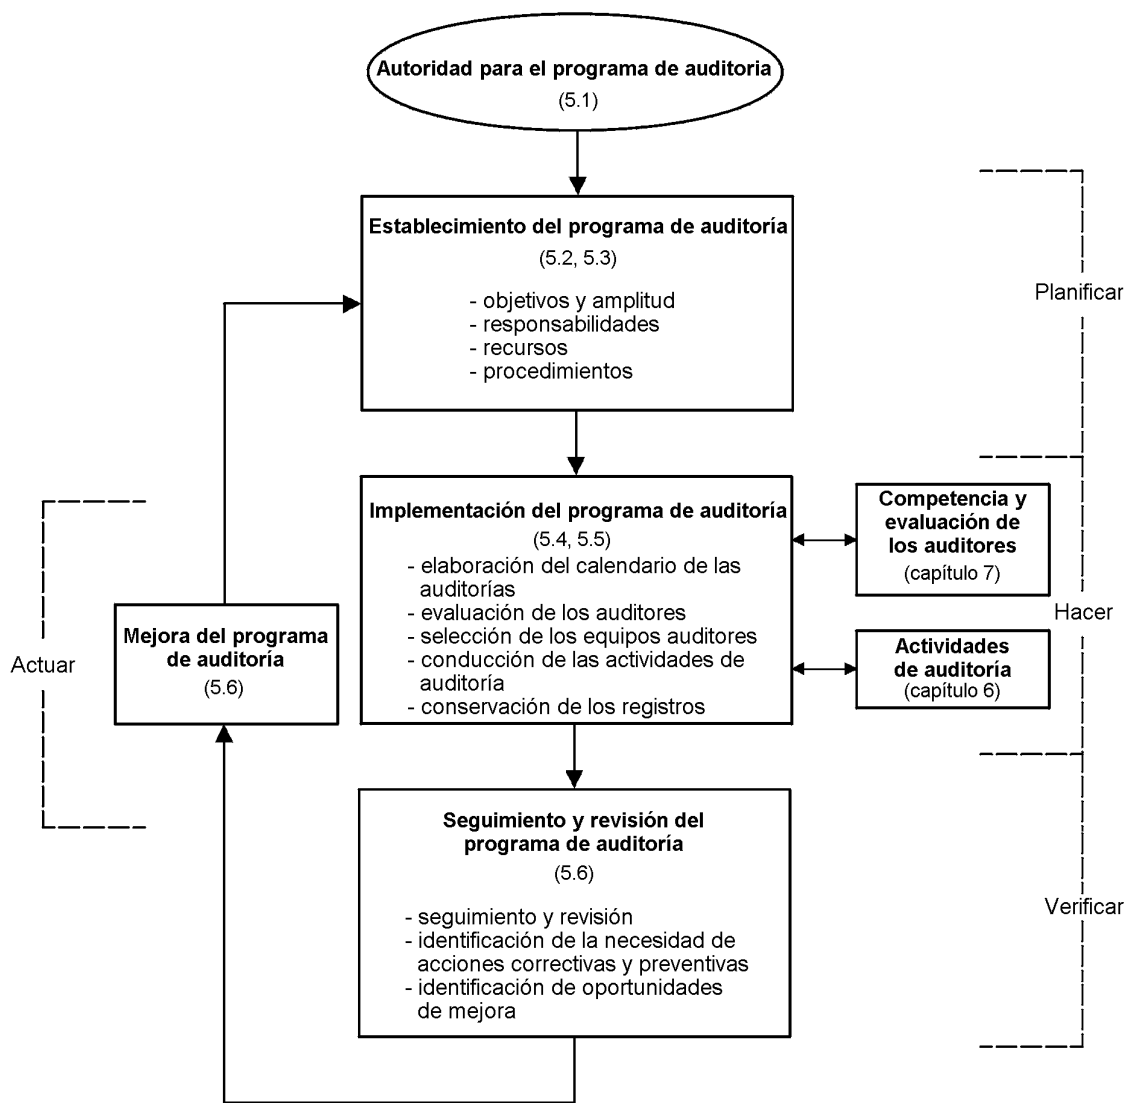 Autoridad para el programa de auditoria
(5.1)
Establecimiento del programa de auditoría
(5.2, 5.3)
- objetivos y amplitud
- responsabilidades
- recursos
- procedimientos
Planificar
Implementación del programa de auditoría
(5.4, 5.5)
- elaboración del calendario de las
auditorías
- evaluación de los auditores
- selección de los equipos auditores
- conducción de las actividades de
auditoría
- conservación de los registros
Competencia y
evaluación de
los auditores
(capítulo 7)
Hacer
Actividades
de auditoría
(capítulo 6)
Mejora del programa
de auditoría
(5.6)
Actuar
Seguimiento y revisión del
programa de auditoría
(5.6)
- seguimiento y revisión
- identificación de la necesidad de
acciones correctivas y preventivas
- identificación de oportunidades
de mejora
Verificar